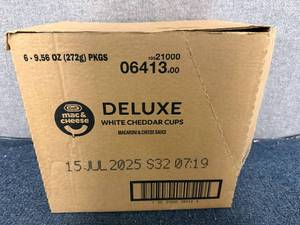 6 - 9.56 OZ (272g) PKGS
100 21000
06413.00
mac &
cheese
DELUXE
WHITE CHEDDAR CUPS
MACARONI & CHEESE SAUCE
15 JUL 2025 S32 07:19